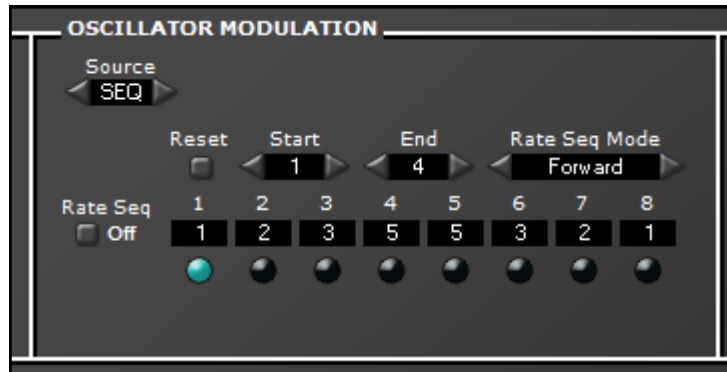 OSCILLATOR MODULATION
Source
SEQ
Reset Start End Rate Seq Mode
1 4 Forward
Rate Seq 1 2 3 4 5 6 7 8
Off 1 2 3 5 5 3 2 1